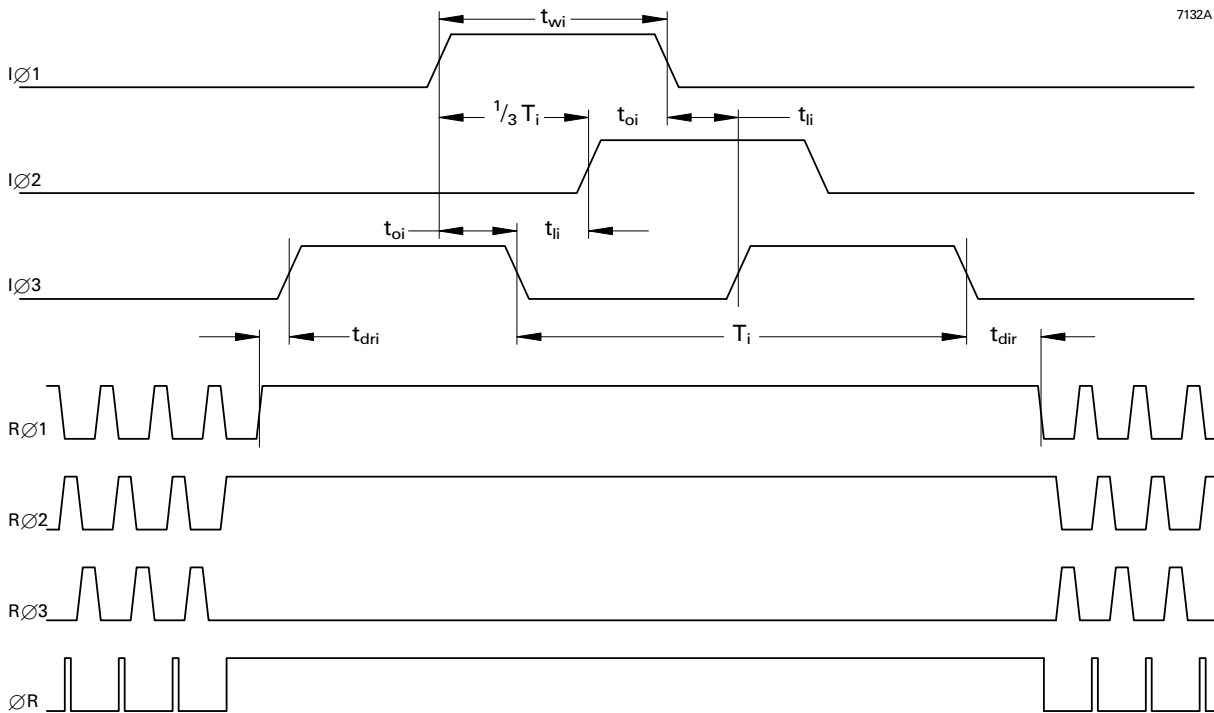 7132A
t_wi
IØ1
1/3 T_i
t_oi
t_li
IØ2
t_oi
t_li
IØ3
t_dri
T_i
t_dir
RØ1
RØ2
RØ3
ØR